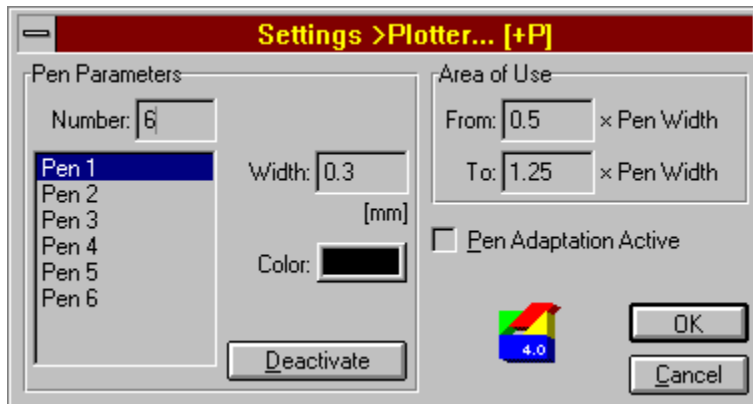 Settings >Plotter... [+P]
Pen Parameters
Number: 6
Pen 1
Pen 2
Pen 3
Pen 4
Pen 5
Pen 6
Width: 0.3
[mm]
Color:
Deactivate
Area of Use
From: 0.5 × Pen Width
To: 1.25 × Pen Width
Pen Adaptation Active
4.0
OK
Cancel